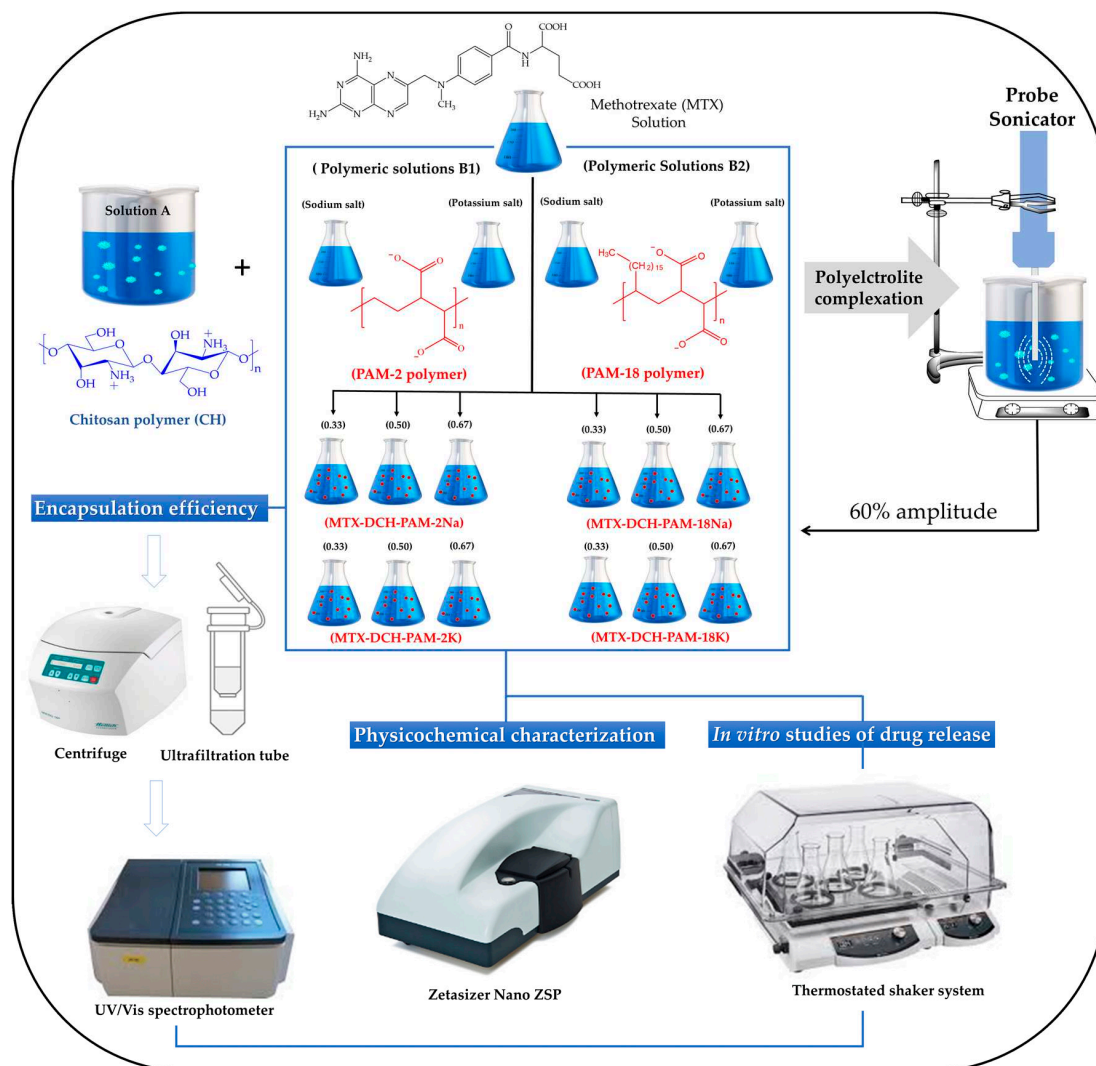 COOH
O
NH2
N
N
N
H
COOH
N
CH3
H2N
N
N
Methotrexate (MTX)
Solution
Probe
Sonicator
( Polymeric solutions B1)
(Polymeric Solutions B2)
(Sodium salt)
(Potassium salt)
(Sodium salt)
(Potassium salt)
Solution A
+
−O
O
n
−O
O
H3C
(CH2) 15
−O
O
n
−O
O
Polyelctrolite
complexation
(PAM-2 polymer)
(PAM-18 polymer)
OH
OH
NH3
+
O
O
HO
O
O
O
n
OH
NH3
+
HO
OH
Chitosan polymer (CH)
(0.33)
(0.50)
(0.67)
(0.33)
(0.50)
(0.67)
(MTX-DCH-PAM-2Na)
(MTX-DCH-PAM-18Na)
60% amplitude
Encapsulation efficiency
(0.33)
(0.50)
(0.67)
(0.33)
(0.50)
(0.67)
(MTX-DCH-PAM-2K)
(MTX-DCH-PAM-18K)
Centrifuge
Ultrafiltration tube
Physicochemical characterization
In vitro studies of drug release
UV/Vis spectrophotometer
Zetasizer Nano ZSP
Thermostated shaker system